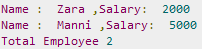 Name :  Zara ,Salary:  2000
Name :  Manni ,Salary:  5000
Total Employee 2